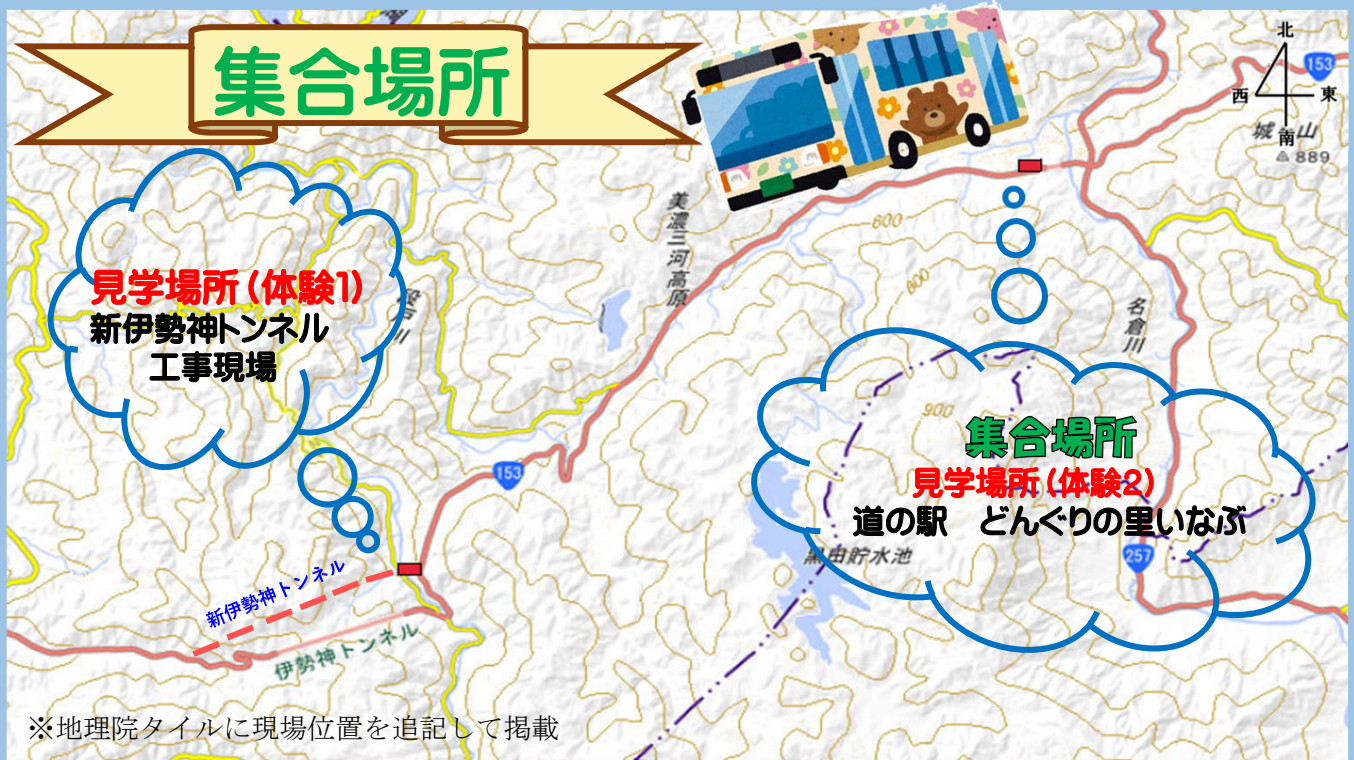 集合場所
北
西 東
南
153
城ヶ山
889
美濃三河高原
600
見学場所(体験1)
新伊勢神トンネル
工事現場
名倉川
900
集合場所
見学場所(体験2)
道の駅 どんぐりの里いなぶ
153
257
黒田貯水池
新伊勢神トンネル
伊勢神トンネル
※地理院タイルに現場位置を追記して掲載